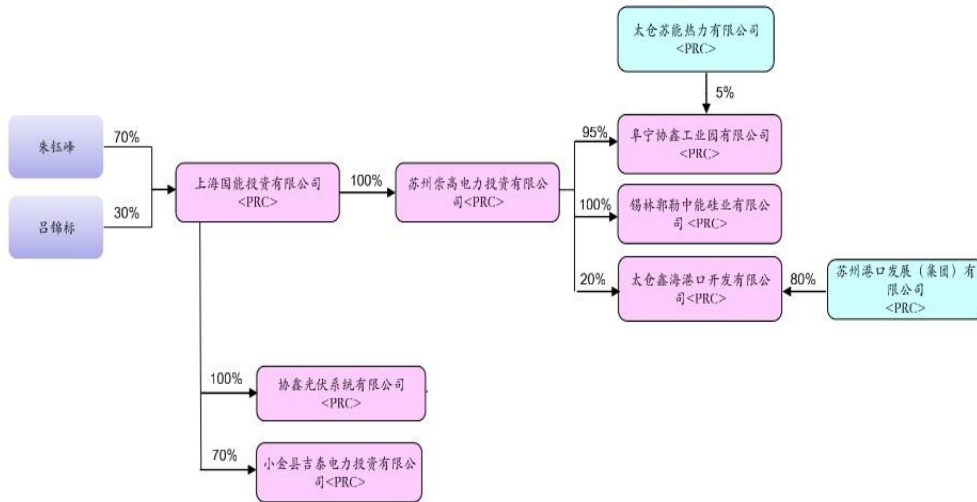 太仓苏能热力有限公司
<PRC>
5%
朱钰峰
70%
95%
阜宁协鑫工业园有限公司
<PRC>
上海国能投资有限公司
<PRC>
100%
苏州崇高电力投资有限公
司<PRC>
100%
锡林郭勒中能硅业有限公
司<PRC>
吕锦标
30%
20%
太仓鑫海港口开发有限公
司<PRC>
80%
苏州港口发展（集团）有
限公司
<PRC>
100%
协鑫光伏系统有限公司
<PRC>
70%
小金县吉泰电力投资有限公
司<PRC>